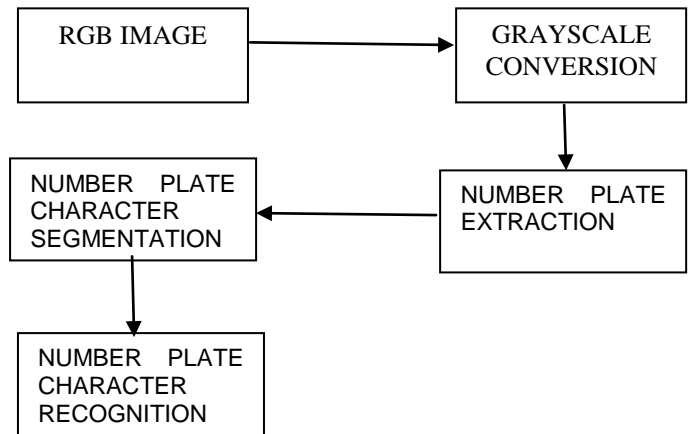 RGB IMAGE
GRAYSCALE
CONVERSION
NUMBER PLATE
EXTRACTION
NUMBER PLATE
CHARACTER
SEGMENTATION
NUMBER PLATE
CHARACTER
RECOGNITION